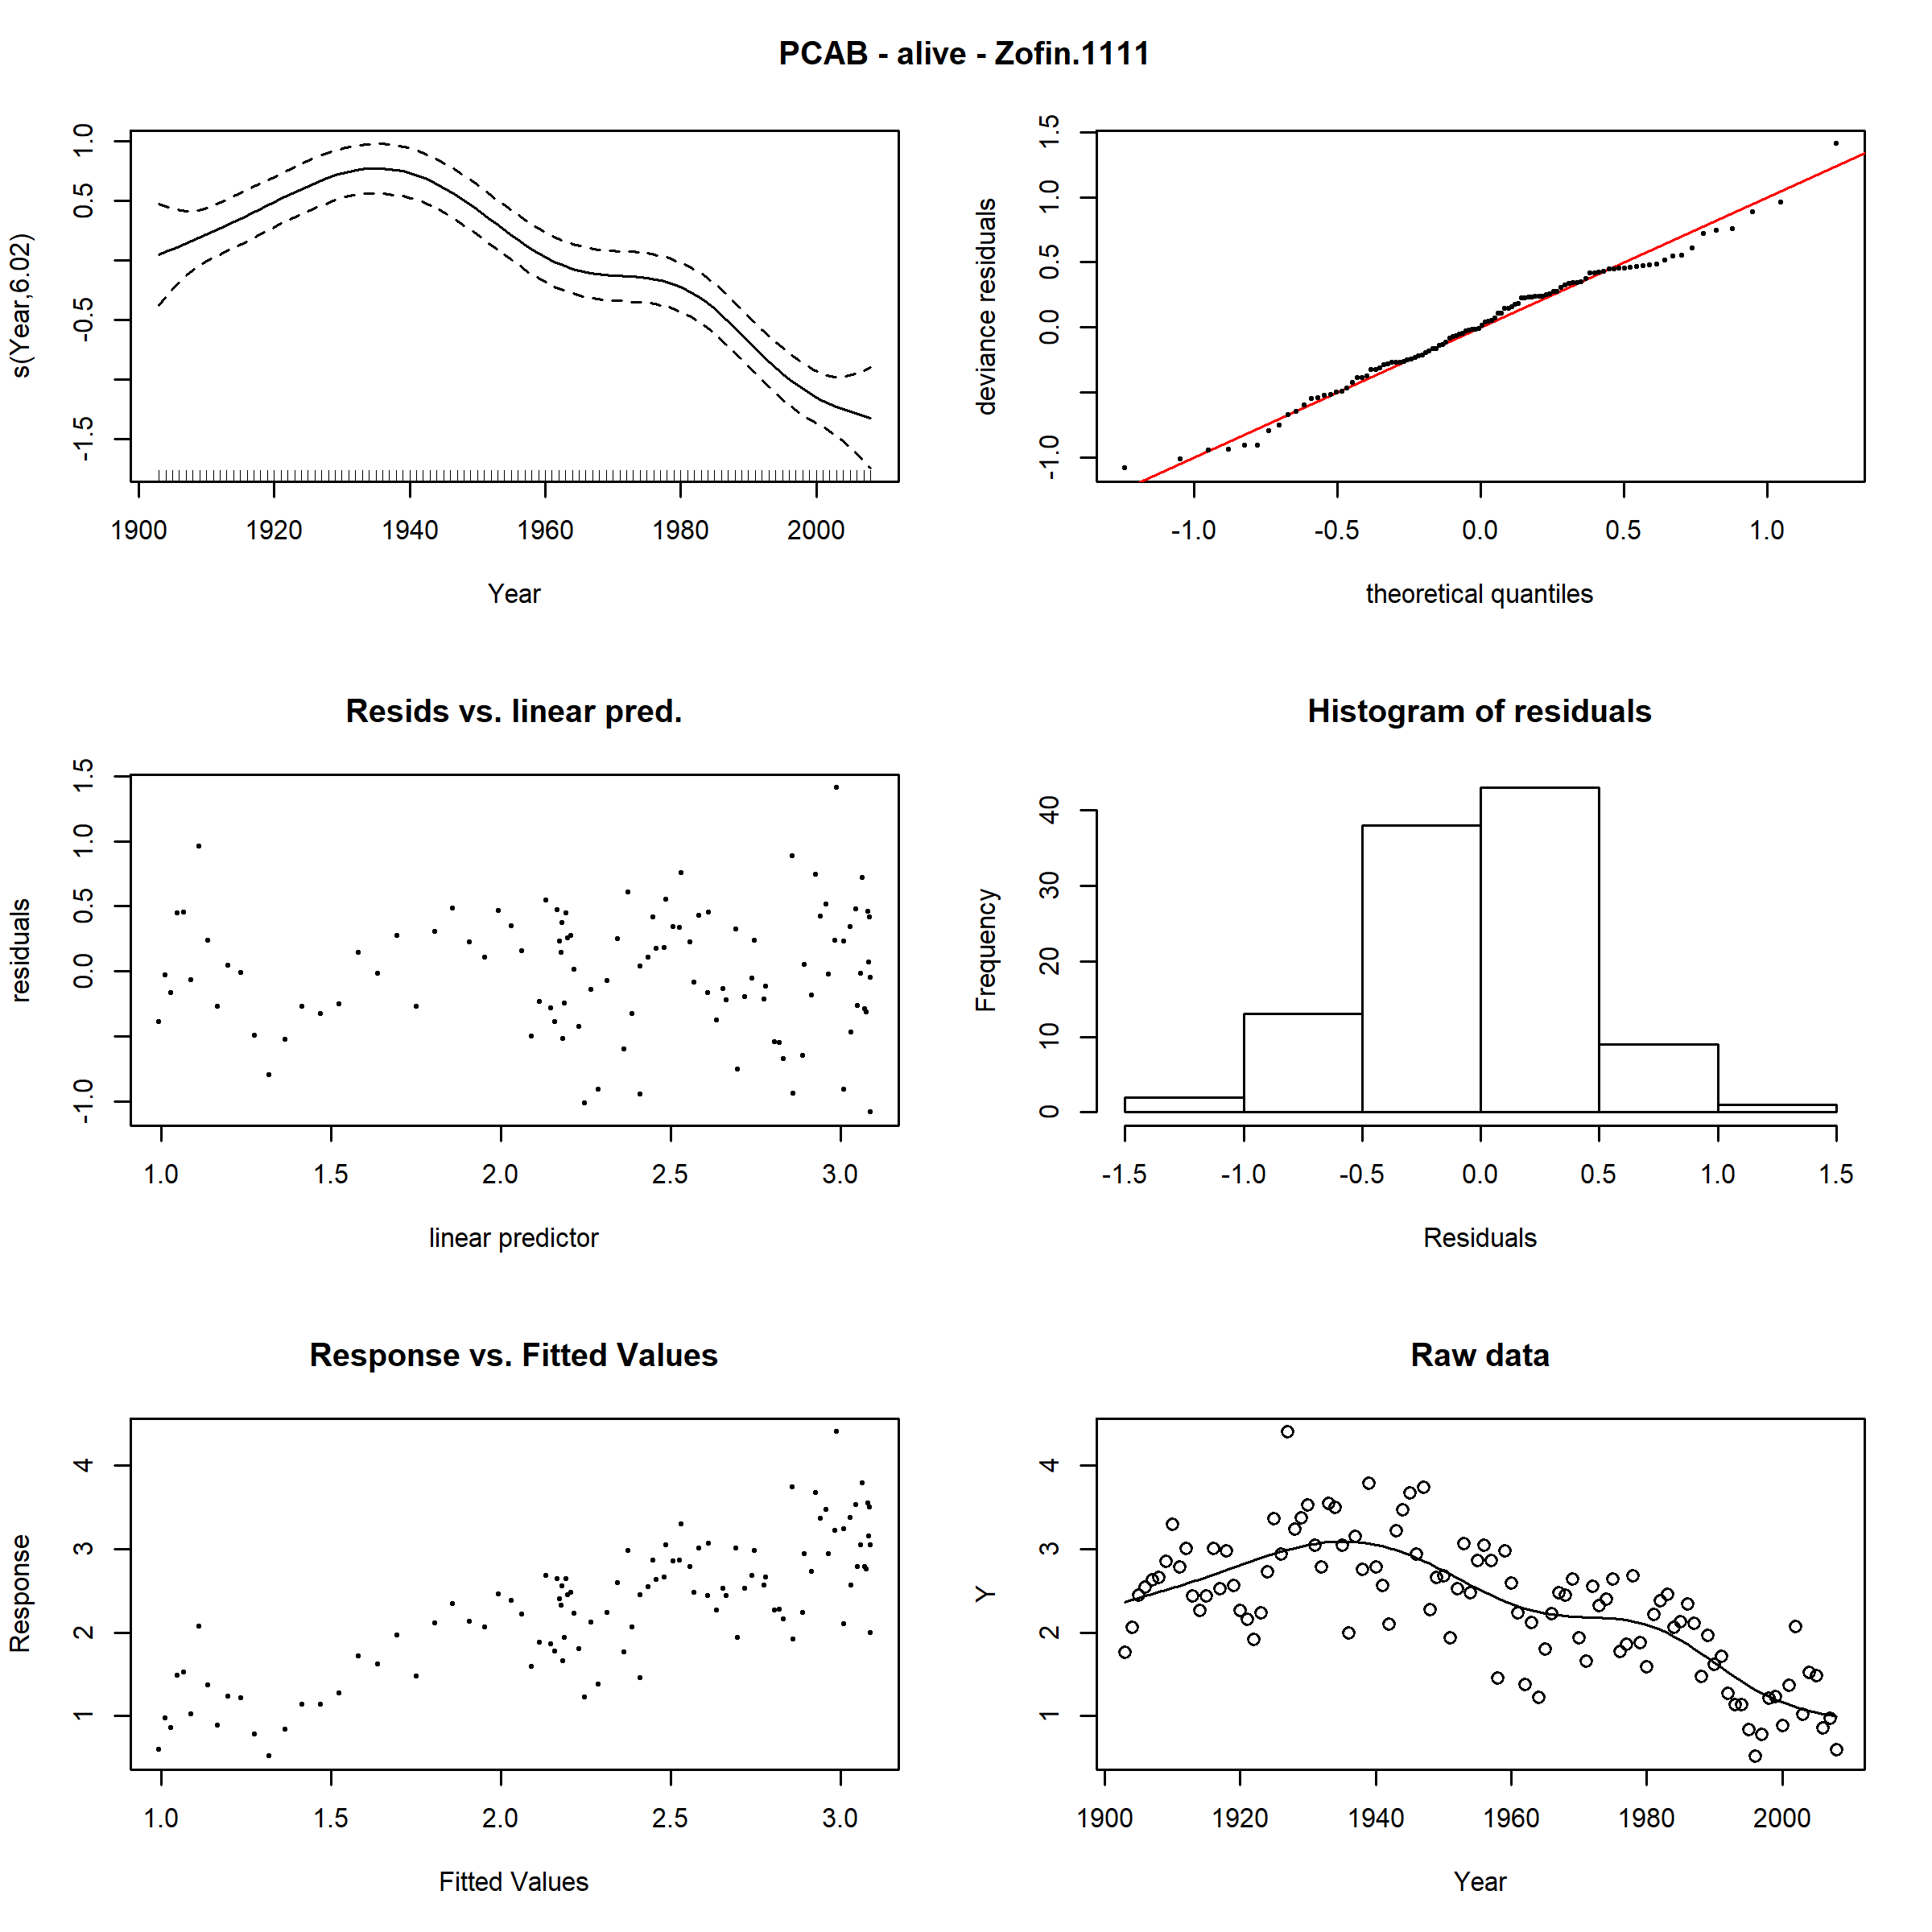 PCAB - alive - Zofin.1111
s(Year,6.02)
1.0
0.5
-0.5
-1.5
1900 1920 1940 1960 1980 2000
Year
deviance residuals
1.5
1.0
0.5
0.0
-1.0
-1.0 -0.5 0.0 0.5 1.0
theoretical quantiles
Resids vs. linear pred.
residuals
1.5
1.0
0.5
0.0
-1.0
1.0 1.5 2.0 2.5 3.0
linear predictor
Histogram of residuals
Frequency
40
30
20
10
0
-1.5 -1.0 -0.5 0.0 0.5 1.0 1.5
Residuals
Response vs. Fitted Values
Response
4
3
2
1
1.0 1.5 2.0 2.5 3.0
Fitted Values
Raw data
Y
4
3
2
1
1900 1920 1940 1960 1980 2000
Year